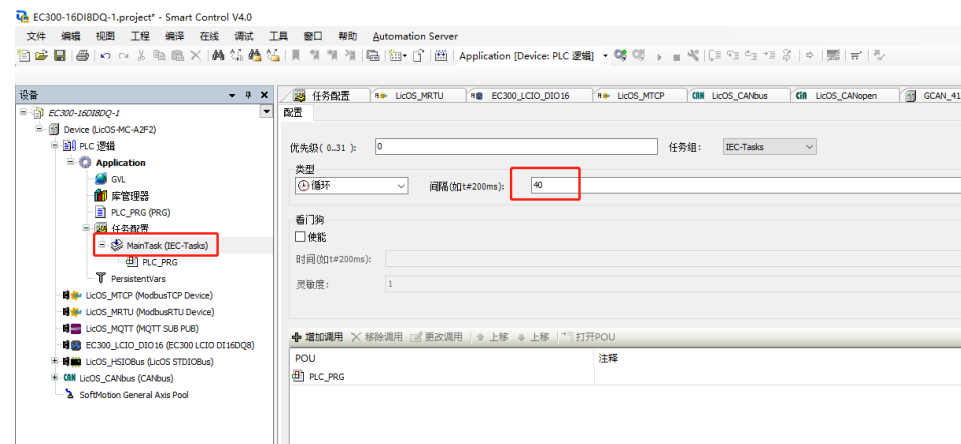 EC300-16DI8DQ-1.project* - Smart Control V4.0
文件 编辑 视图 工程 编译 在线 调试 工具 窗口 帮助 Automation Server
Application [Device: PLC 逻辑]
设备
任务配置 LicOS_MRTU EC300_LCIO_DIO16 LicOS_MTCP LicOS_CANbus LicOS_CANopen GCAN_41
EC300-16DI8DQ-1
Device (LicOS-MC-A2F2)
PLC 逻辑
Application
GVL
库管理器
PLC_PRG (PRG)
任务配置
MainTask (IEC-Tasks)
PLC_PRG
PersistentVars
LicOS_MTCP (ModbusTCP Device)
LicOS_MRTU (ModbusRTU Device)
LicOS_MQTT (MQTT SUB PUB)
EC300_LCIO_DIO16 (EC300 LCIO DI16DQ8)
LicOS_HSIOBus (LicOS STDIOBus)
LicOS_CANbus (CANbus)
SoftMotion General Axis Pool
配置
优先级( 0..31 ): 0 任务组: IEC-Tasks
类型
循环 间隔(如t#200ms): 40
看门狗
使能
时间(如t#200ms):
灵敏度: 1
增加调用 移除调用 更改调用 上移 下移 打开POU
POU 注释
PLC_PRG